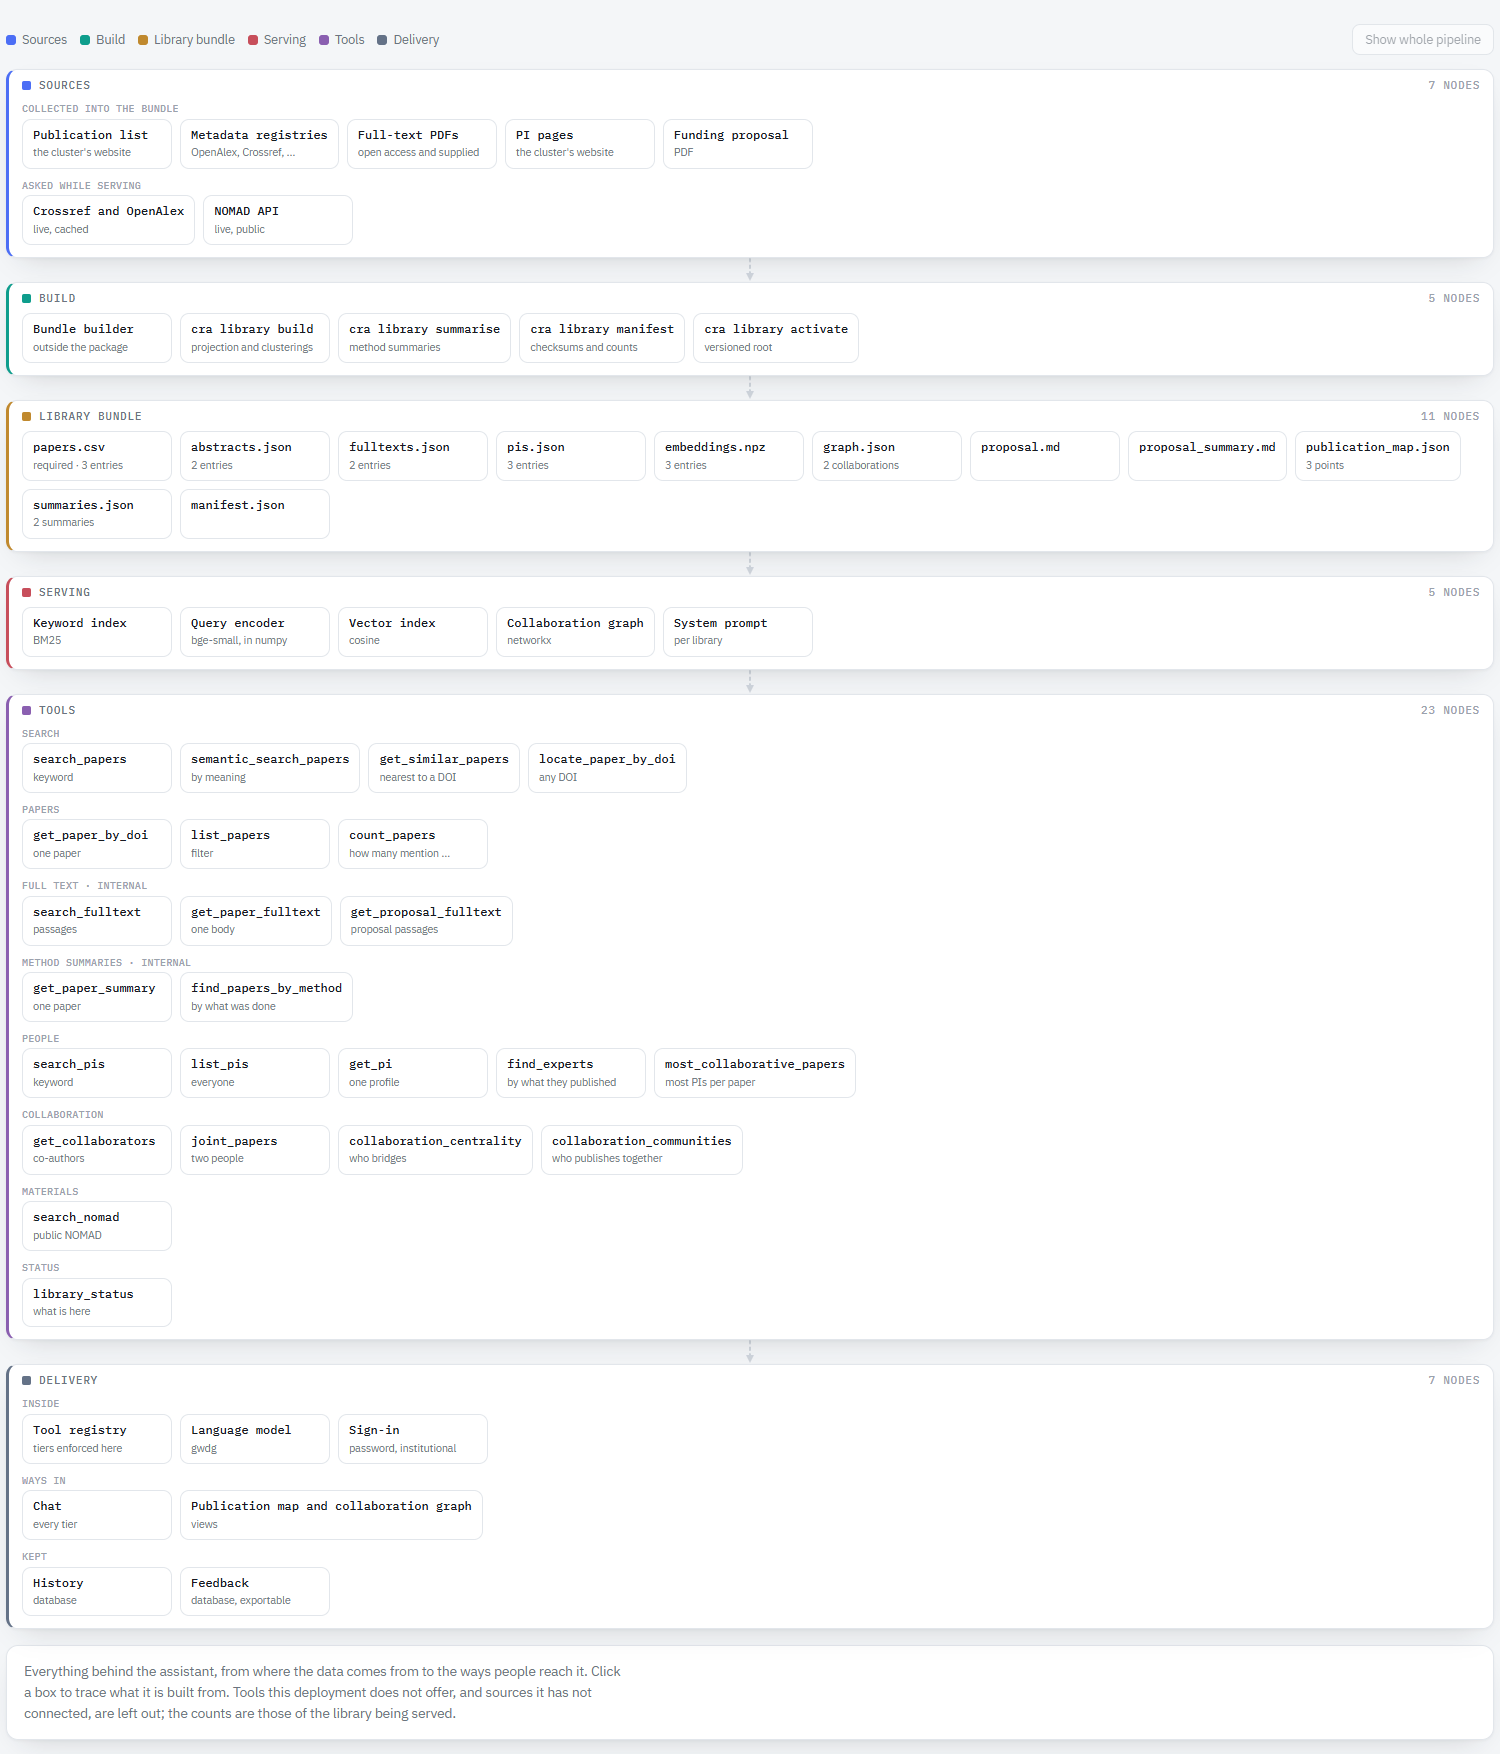 Sources Build Library bundle Serving Tools Delivery Show whole pipeline
SOURCES 7 NODES
COLLECTED INTO THE BUNDLE
Publication list Metadata registries Full-text PDFs PI pages Funding proposal
the cluster's website OpenAlex, Crossref, ... open access and supplied the cluster's website PDF
ASKED WHILE SERVING
Crossref and OpenAlex NOMAD API
live, cached live, public
BUILD 5 NODES
Bundle builder cra library build cra library summarise cra library manifest cra library activate
outside the package projection and clusterings method summaries checksums and counts versioned root
LIBRARY BUNDLE 11 NODES
papers.csv abstracts.json fulltexts.json pis.json embeddings.npz graph.json proposal.md proposal_summary.md publication_map.json
required · 3 entries 2 entries 2 entries 3 entries 3 entries 2 collaborations 3 points
summaries.json manifest.json
2 summaries
SERVING 5 NODES
Keyword index Query encoder Vector index Collaboration graph System prompt
BM25 bge-small, in numpy cosine networkx per library
TOOLS 23 NODES
SEARCH
search_papers semantic_search_papers get_similar_papers locate_paper_by_doi
keyword by meaning nearest to a DOI any DOI
PAPERS
get_paper_by_doi list_papers count_papers
one paper filter how many mention ...
FULL TEXT · INTERNAL
search_fulltext get_paper_fulltext get_proposal_fulltext
passages one body proposal passages
METHOD SUMMARIES · INTERNAL
get_paper_summary find_papers_by_method
one paper by what was done
PEOPLE
search_pis list_pis get_pi find_experts most_collaborative_papers
keyword everyone one profile by what they published most PIs per paper
COLLABORATION
get_collaborators joint_papers collaboration_centrality collaboration_communities
co-authors two people who bridges who publishes together
MATERIALS
search_nomad
public NOMAD
STATUS
library_status
what is here
DELIVERY 7 NODES
INSIDE
Tool registry Language model Sign-in
tiers enforced here gwdg password, institutional
WAYS IN
Chat Publication map and collaboration graph
every tier views
KEPT
History Feedback
database database, exportable
Everything behind the assistant, from where the data comes from to the ways people reach it. Click
a box to trace what it is built from. Tools this deployment does not offer, and sources it has not
connected, are left out; the counts are those of the library being served.